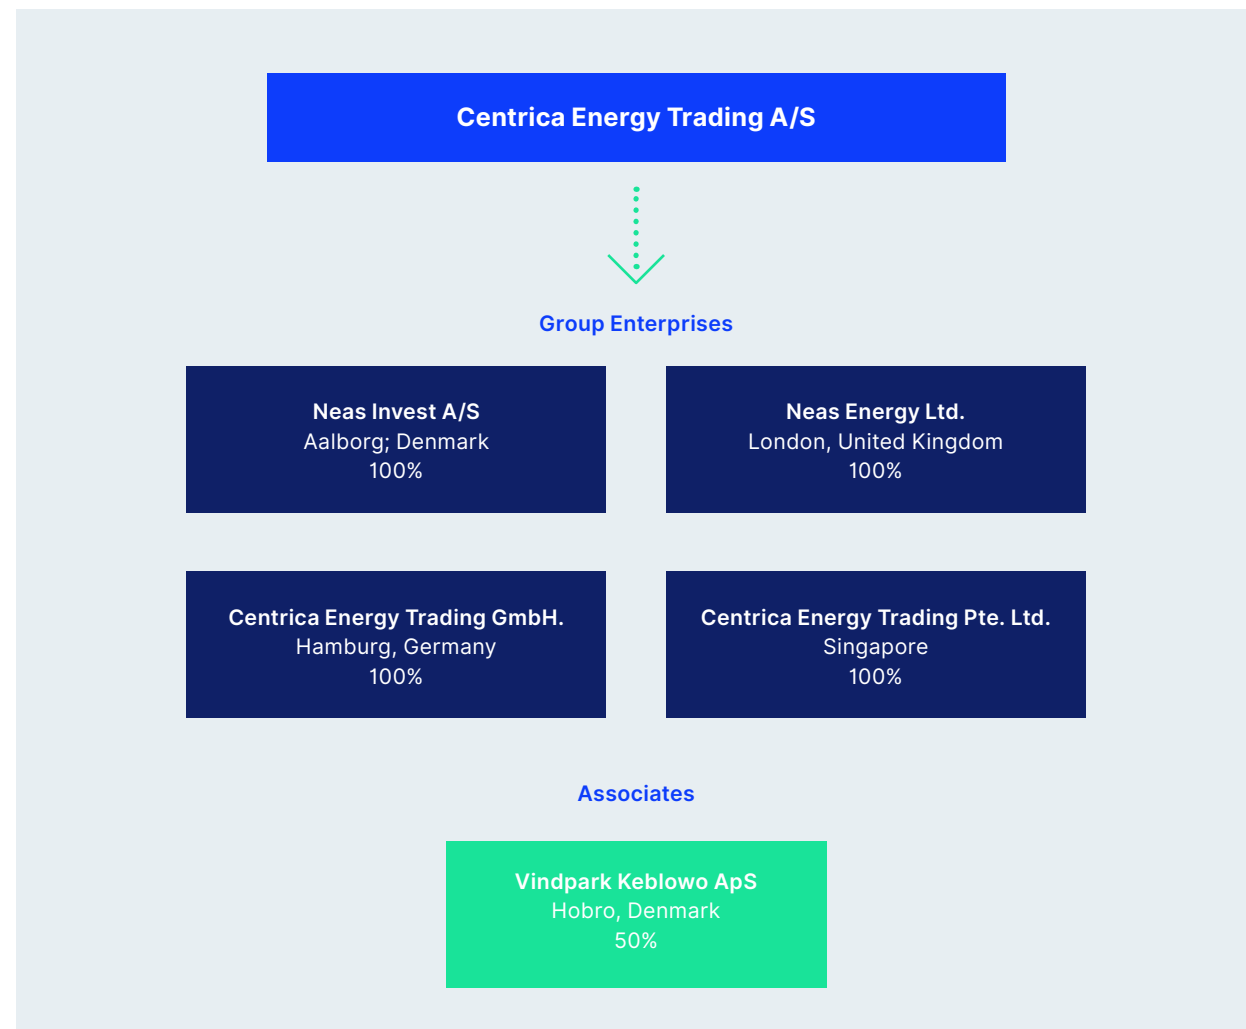 Centrica Energy Trading A/S
Group Enterprises
Neas Invest A/S
Aalborg; Denmark
100%
Neas Energy Ltd.
London, United Kingdom
100%
Centrica Energy Trading GmbH.
Hamburg, Germany
100%
Centrica Energy Trading Pte. Ltd.
Singapore
100%
Associates
Vindpark Keblowo ApS
Hobro, Denmark
50%